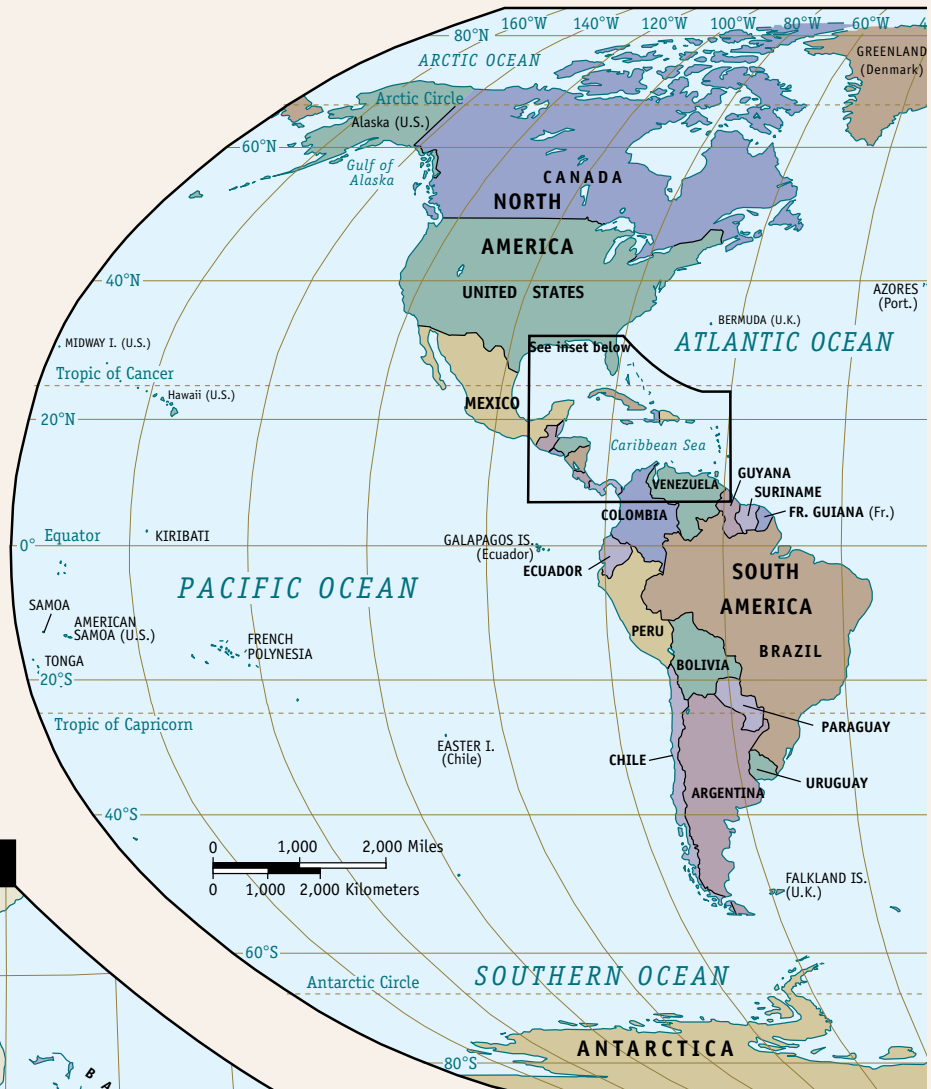 160°W 140°W 120°W 100°W 80°W 60°W 4
80°N
ARCTIC OCEAN
GREENLAND
(Denmark)
Arctic Circle
Alaska (U.S.)
60°N
Gulf of
Alaska
CANADA
NORTH
AMERICA
40°N
UNITED STATES
AZORES
(Port.)
BERMUDA (U.K.)
MIDWAY I. (U.S.)
See inset below
ATLANTIC OCEAN
Tropic of Cancer
Hawaii (U.S.)
MEXICO
20°N
Caribbean Sea
GUYANA
VENEZUELA
SURINAME
COLOMBIA
FR. GUIANA (Fr.)
0°
Equator
KIRIBATI
GALAPAGOS IS.
(Ecuador)
ECUADOR
SOUTH
AMERICA
PACIFIC OCEAN
SAMOA
AMERICAN
SAMOA (U.S.)
FRENCH
POLYNESIA
PERU
BRAZIL
TONGA
BOLIVIA
20°S
Tropic of Capricorn
PARAGUAY
EASTER I.
(Chile)
CHILE
URUGUAY
ARGENTINA
40°S
0 1,000 2,000 Miles
0 1,000 2,000 Kilometers
FALKLAND IS.
(U.K.)
60°S
SOUTHERN OCEAN
Antarctic Circle
ANTARCTICA
80°S
B A